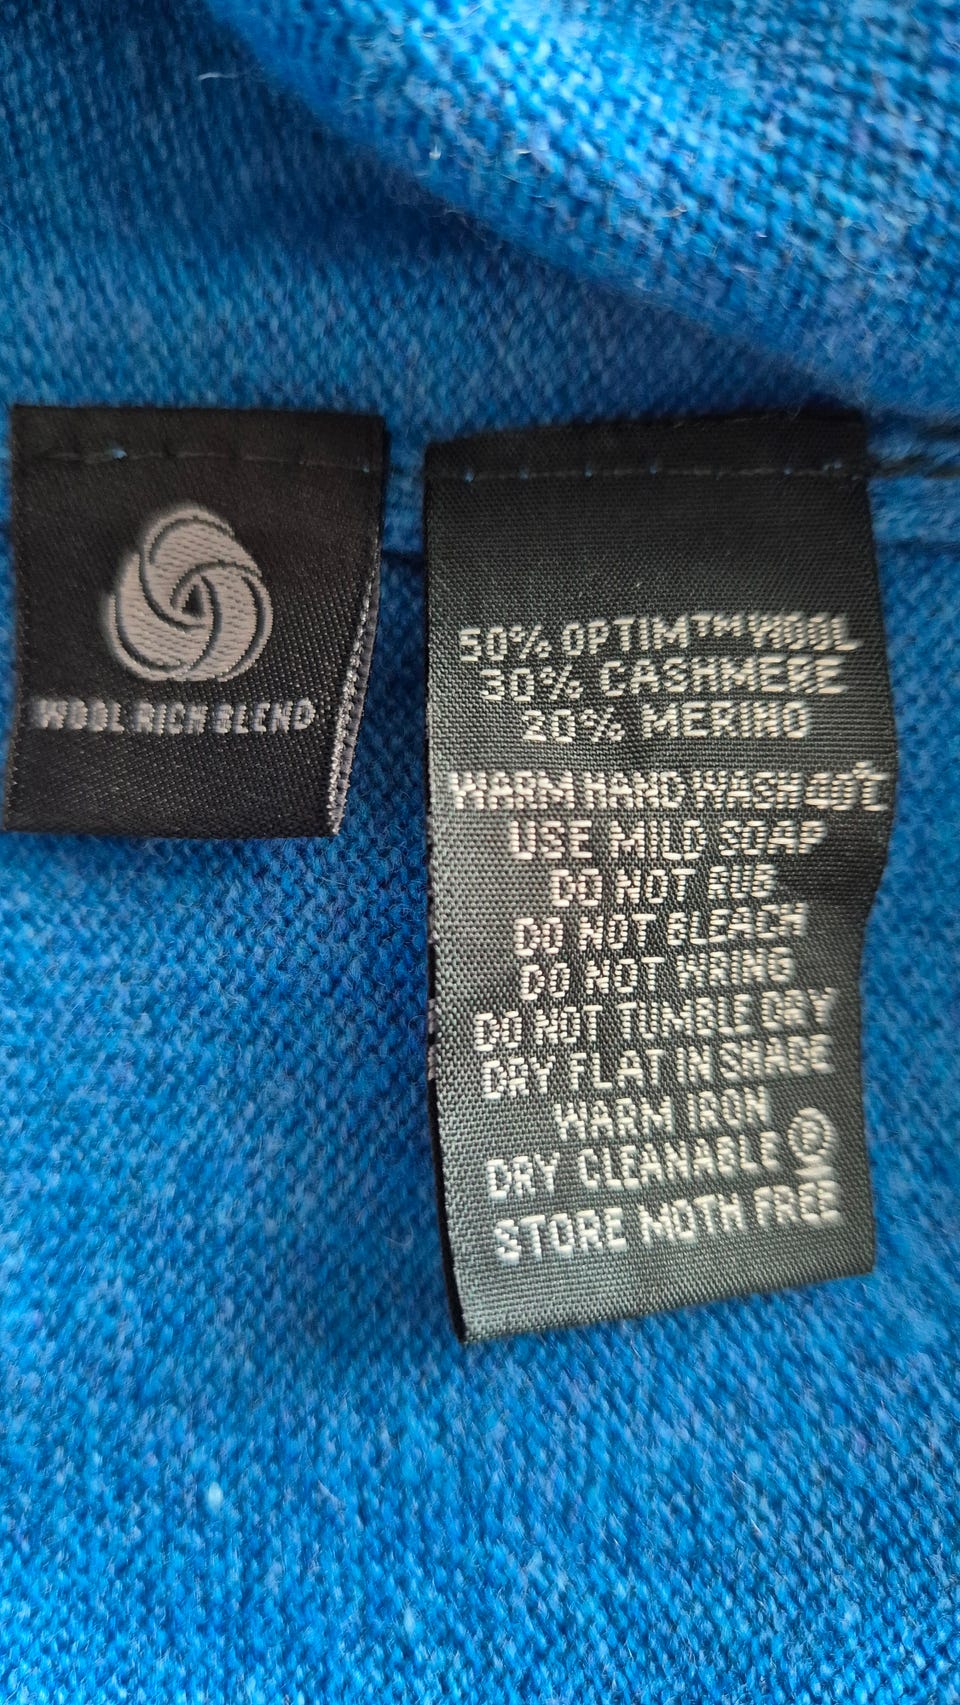 WOOL RICH BLEND
50% OPTIM™ WOOL
30% CASHMERE
20% MERINO
WARM HAND WASH
USE MILD SOAP
DO NOT RUB
DO NOT BLEACH
DO NOT WRING
DO NOT TUMBLE DRY
DRY FLAT IN SHADE
WARM IRON
DRY CLEANABLE Ⓟ
STORE MOTH FREE